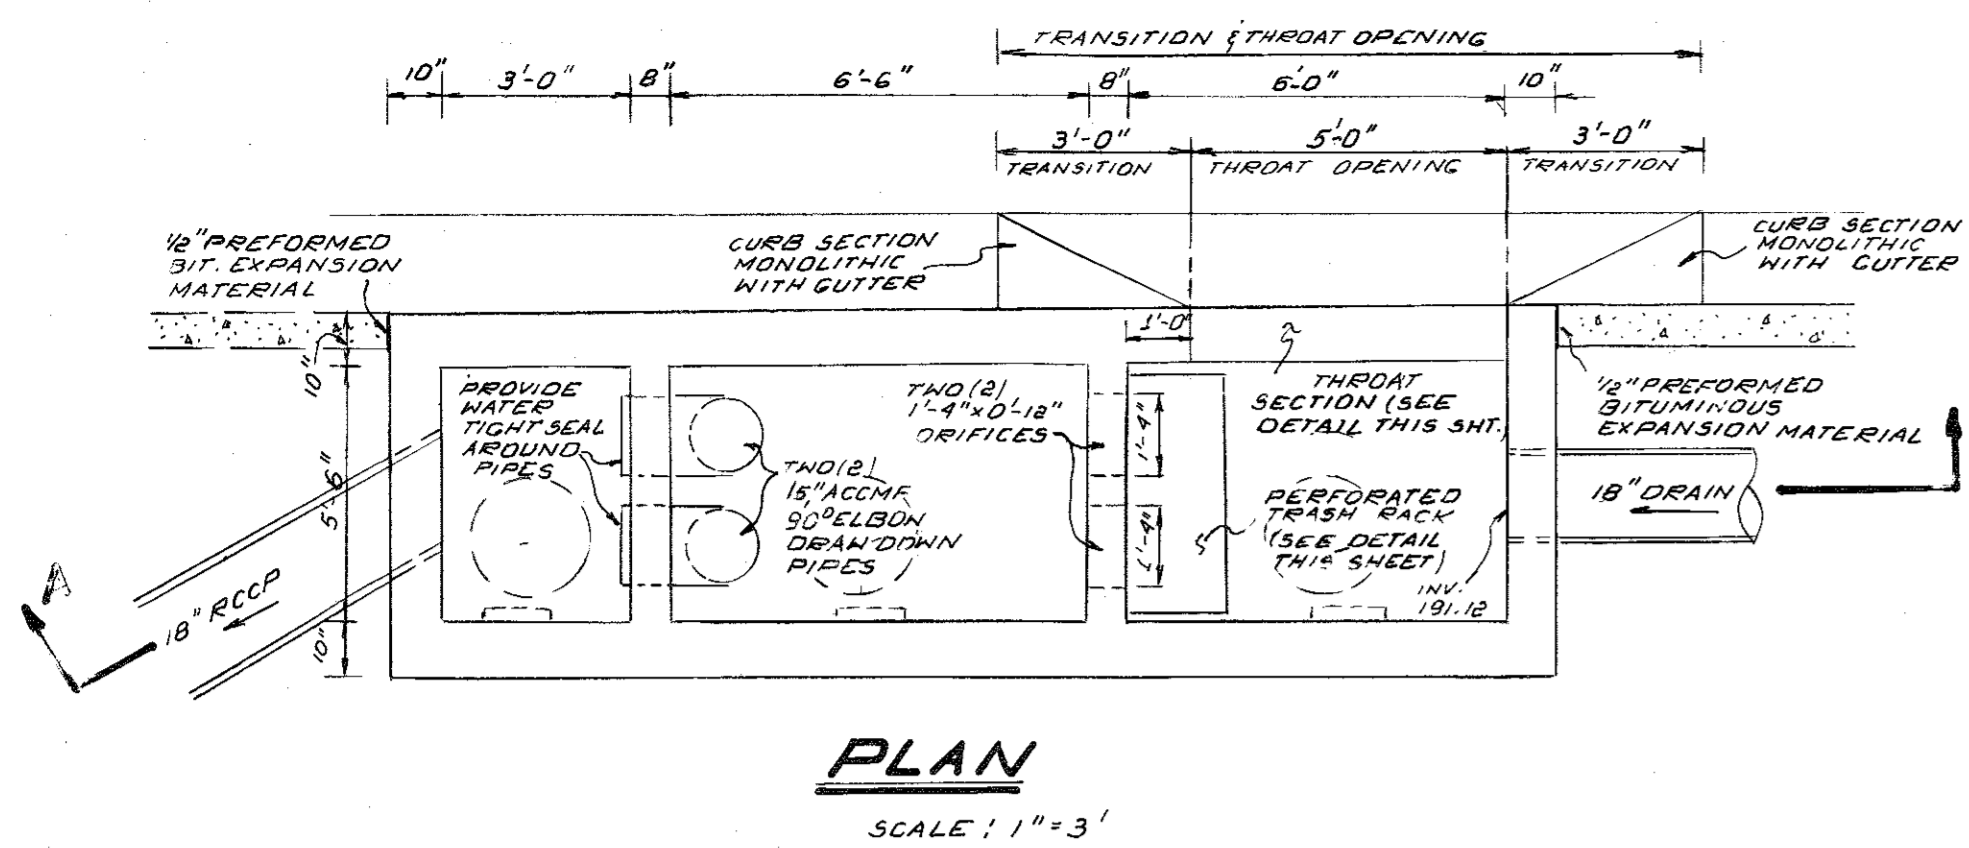 TRANSITION & THROAT OPENING
10" 3'-0" 8" 6'-6" 8" 6'-0" 10"
3'-0" 5'-0" 3'-0"
TRANSITION THROAT OPENING TRANSITION
1/2" PREFORMED
BIT. EXPANSION
MATERIAL
CURB SECTION
MONOLITHIC
WITH GUTTER
CURB SECTION
MONOLITHIC
WITH GUTTER
1'-0"
10"
5'-6"
10"
PROVIDE
WATER
TIGHT SEAL
AROUND
PIPES
TWO (2)
15" ACCMP
90° ELBOW
DRAW DOWN
PIPES
TWO (2)
1'-4" x 0'-12"
ORIFICES
1'-4"
1'-4"
THROAT
SECTION (SEE
DETAIL THIS SHT.)
PERFORATED
TRASH RACK
(SEE DETAIL
THIS SHEET)
INV.
191.12
1/2" PREFORMED
BITUMINOUS
EXPANSION MATERIAL
18" DRAIN
A
18" RCCP
PLAN
SCALE: 1" = 3'